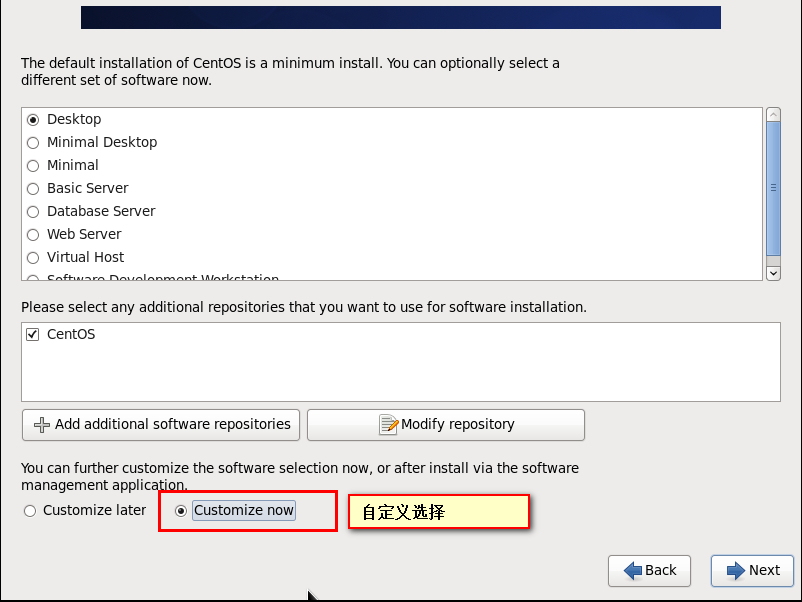 The default installation of CentOS is a minimum install. You can optionally select a
different set of software now.
Desktop
Minimal Desktop
Minimal
Basic Server
Database Server
Web Server
Virtual Host
Software Development Workstation
Please select any additional repositories that you want to use for software installation.
CentOS
Add additional software repositories
Modify repository
You can further customize the software selection now, or after install via the software
management application.
Customize later
Customize now
自定义选择
Back
Next